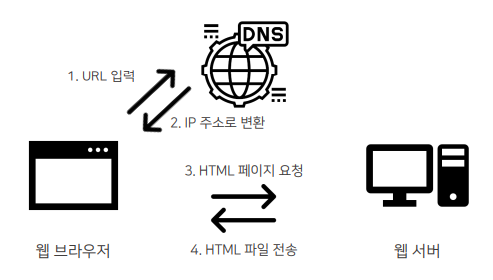 DNS
1. URL 입력
2. IP 주소로 변환
3. HTML 페이지 요청
4. HTML 파일 전송
웹 브라우저
웹 서버